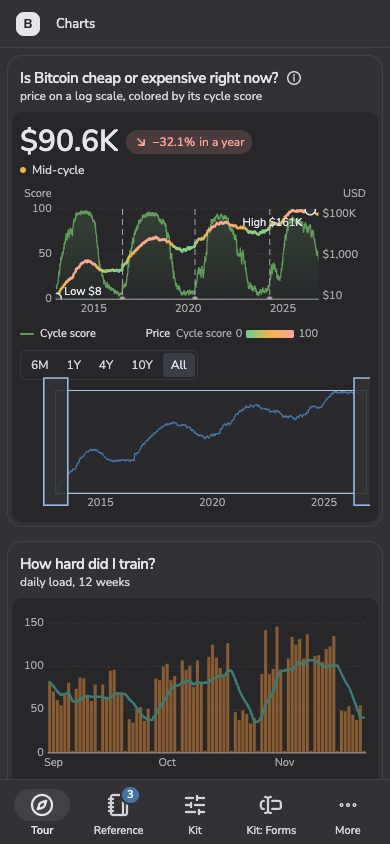 B Charts
Is Bitcoin cheap or expensive right now?
price on a log scale, colored by its cycle score
$90.6K −32.1% in a year
Mid-cycle
Score USD
100 High $161K $100K
50 $1,000
0 Low $8 $10
2015 2020 2025
Cycle score Price Cycle score 0 100
6M 1Y 4Y 10Y All
2015 2020 2025
How hard did I train?
daily load, 12 weeks
150
100
50
0
Sep Oct Nov
3
Tour Reference Kit Kit: Forms More